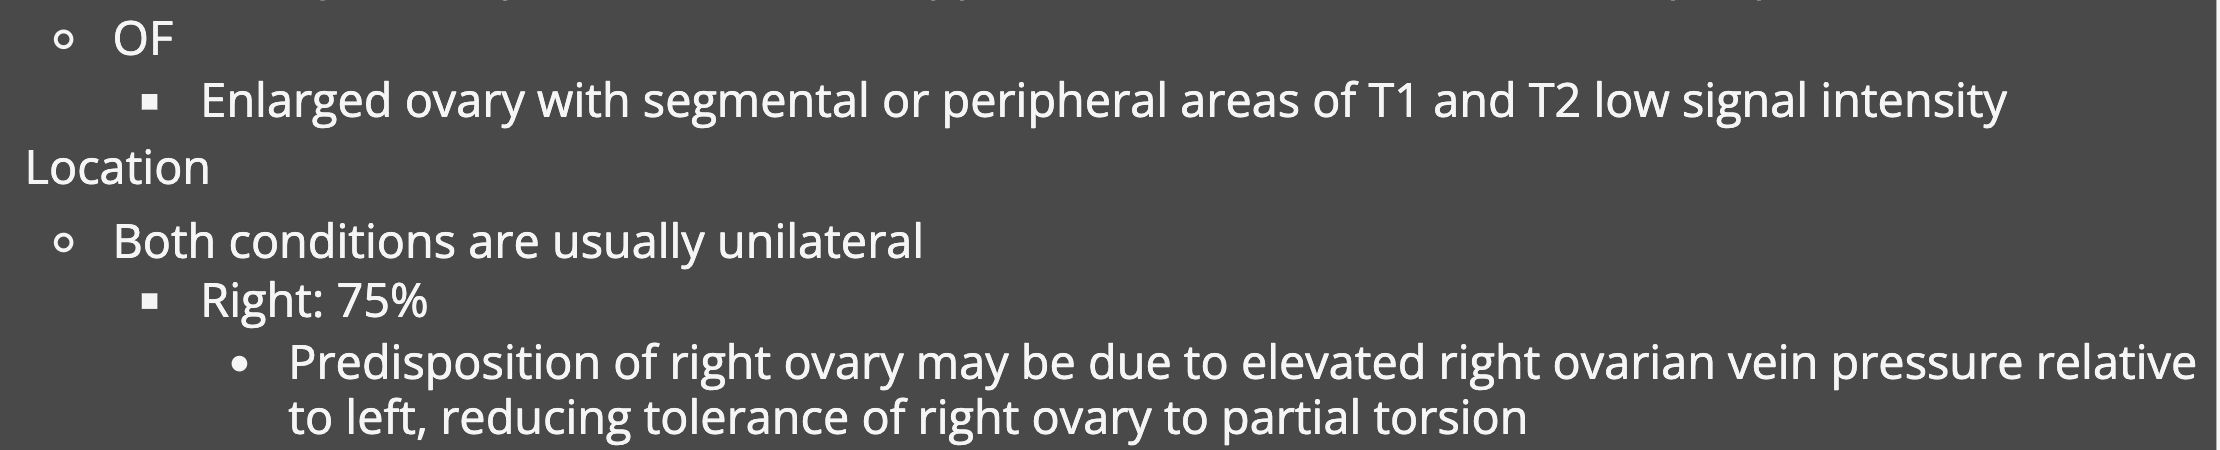 OF
Enlarged ovary with segmental or peripheral areas of T1 and T2 low signal intensity
Location
Both conditions are usually unilateral
Right: 75%
Predisposition of right ovary may be due to elevated right ovarian vein pressure relative
to left, reducing tolerance of right ovary to partial torsion